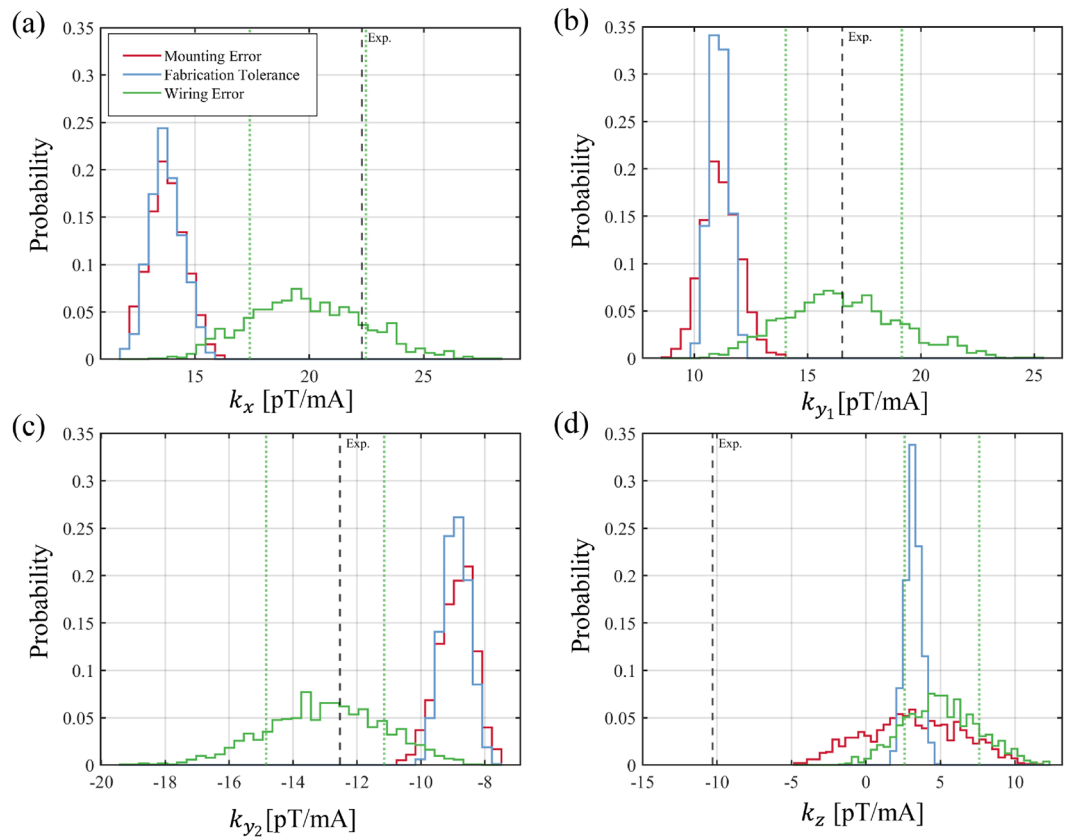 (a)
0.35
0.3
0.25
0.2
0.15
0.1
0.05
0
Probability
Mounting Error
Fabrication Tolerance
Wiring Error
Exp.
15 20 25
kₓ [pT/mA]
(b)
0.35
0.3
0.25
0.2
0.15
0.1
0.05
0
Probability
Exp.
10 15 20 25
k_y₁ [pT/mA]
(c)
0.35
0.3
0.25
0.2
0.15
0.1
0.05
0
Probability
Exp.
-20 -18 -16 -14 -12 -10 -8
k_y₂ [pT/mA]
(d)
0.35
0.3
0.25
0.2
0.15
0.1
0.05
0
Probability
Exp.
-15 -10 -5 0 5 10
k_z [pT/mA]